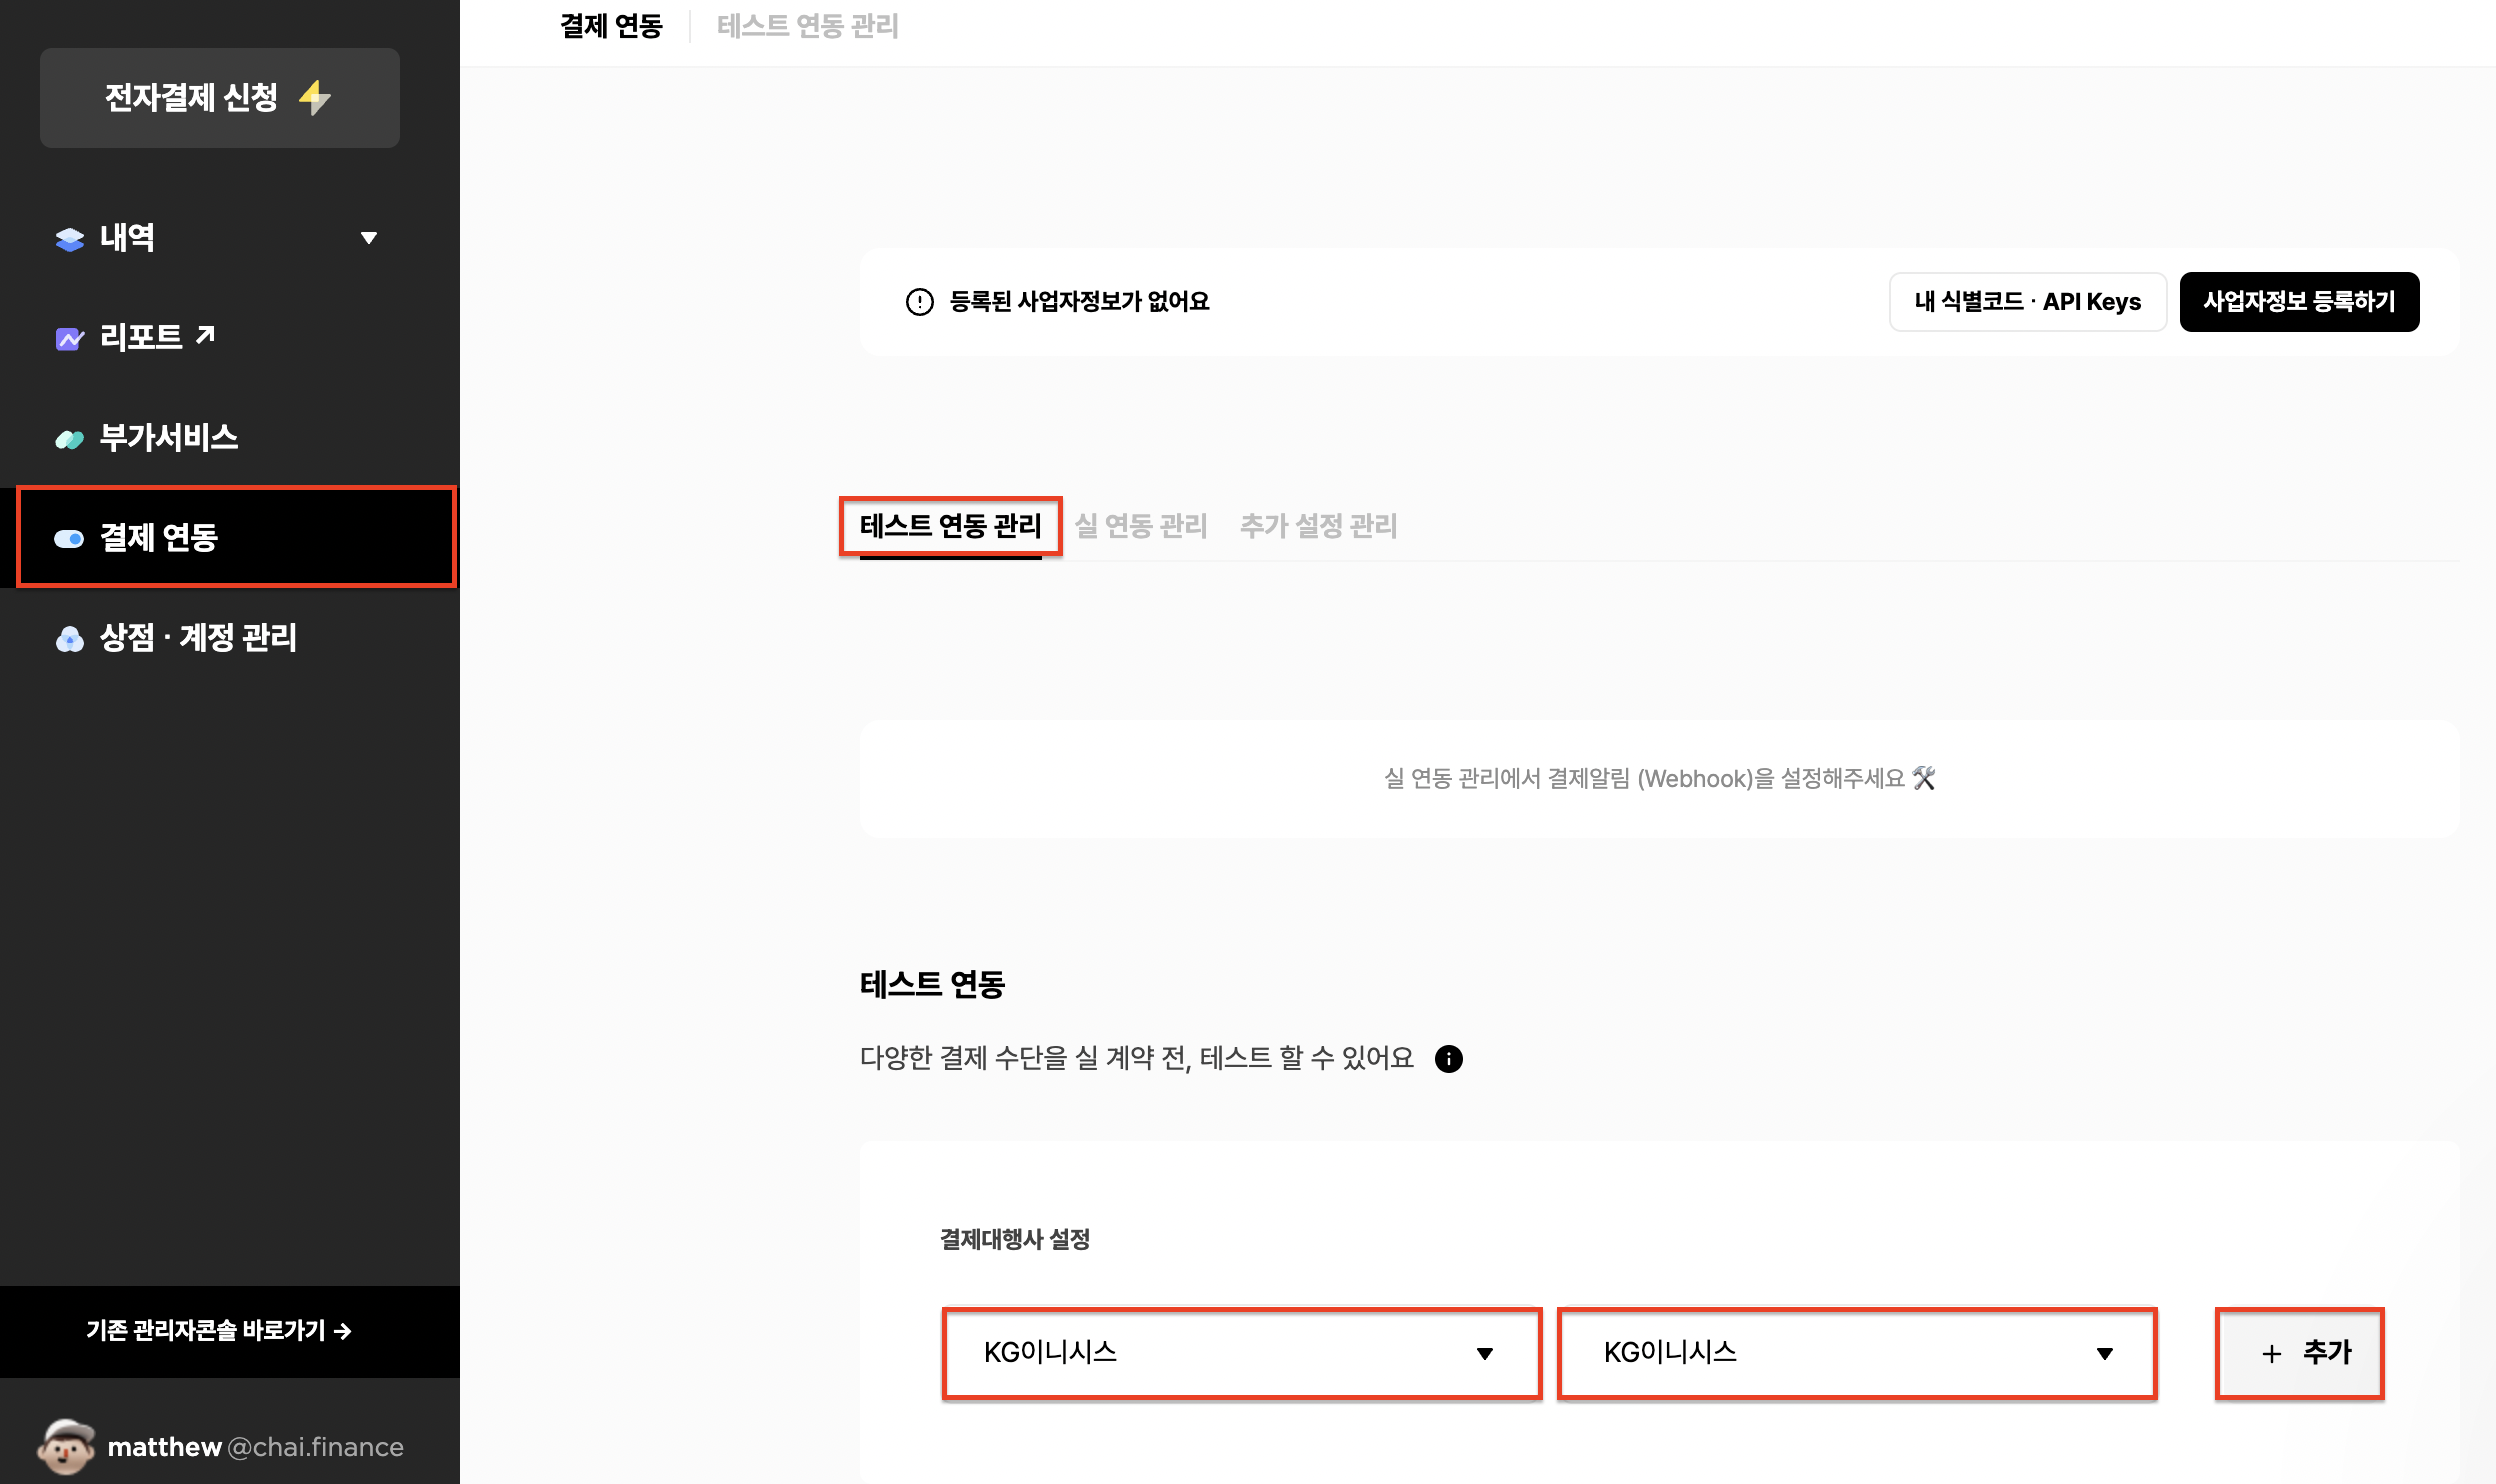 전자결제 신청
내역
리포트
부가서비스
결제 연동
상점 · 계정 관리
기존 관리자콘솔 바로가기 →
matthew @chai.finance
결제 연동 | 테스트 연동 관리
등록된 사업자정보가 없어요
내 식별코드 · API Keys
사업자정보 등록하기
테스트 연동 관리 실 연동 관리 추가 설정 관리
실 연동 관리에서 결제알림 (Webhook)을 설정해주세요
테스트 연동
다양한 결제 수단을 실 계약 전, 테스트 할 수 있어요
결제대행사 설정
KG이니시스
KG이니시스
+ 추가